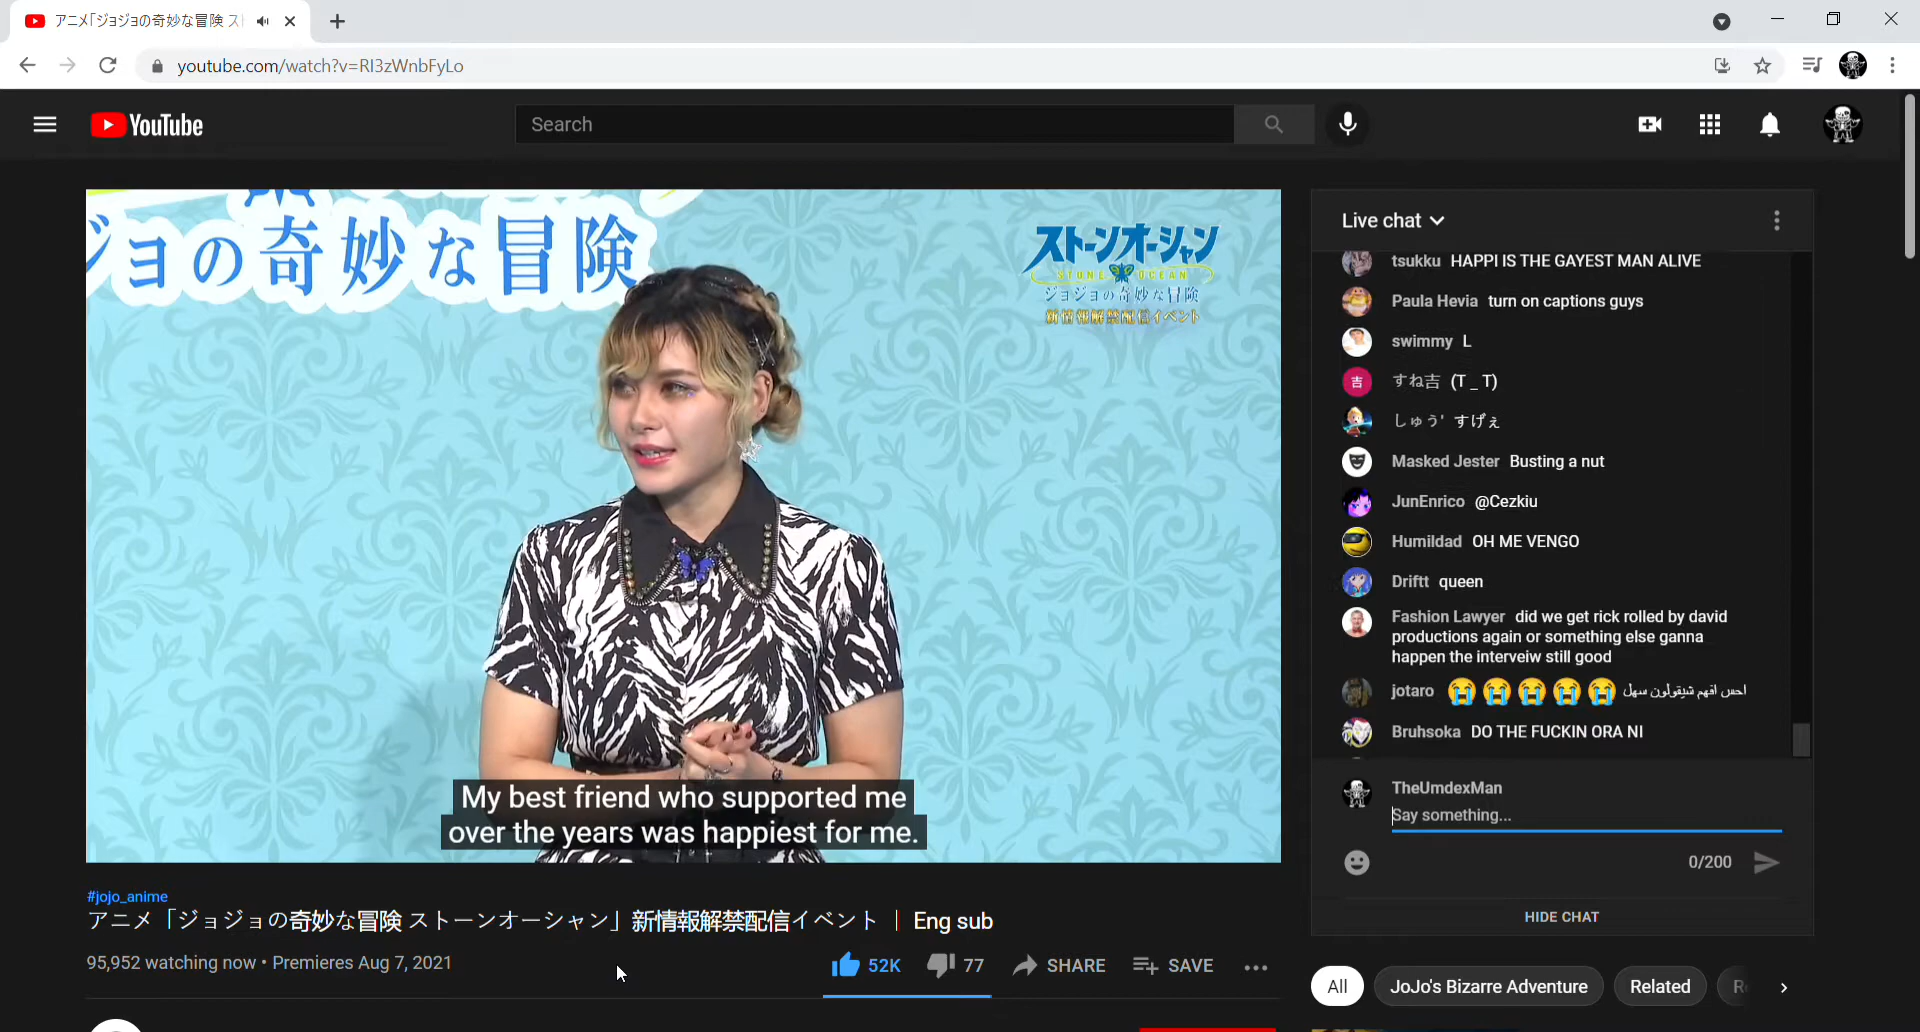 アニメ「ジョジョの奇妙な冒険 ス
youtube.com/watch?v=RI3zWnbFyLo
YouTube
Search
ジョの奇妙な冒険
ストーンオーシャン
STONE OCEAN
ジョジョの奇妙な冒険
新情報解禁配信イベント
My best friend who supported me
over the years was happiest for me.
#jojo_anime
アニメ「ジョジョの奇妙な冒険 ストーンオーシャン」新情報解禁配信イベント | Eng sub
95,952 watching now • Premieres Aug 7, 2021
52K
77
SHARE
SAVE
Live chat
tsukku HAPPI IS THE GAYEST MAN ALIVE
Paula Hevia turn on captions guys
swimmy L
吉 すね吉 (T _ T)
しゅう' すげぇ
Masked Jester Busting a nut
JunEnrico @Cezkiu
Humildad OH ME VENGO
Driftt queen
Fashion Lawyer did we get rick rolled by david
productions again or something else ganna
happen the interveiw still good
jotaro 😭😭😭😭😭 احس افهم شيقولون سهل
Bruhsoka DO THE FUCKIN ORA NI
TheUmdexMan
Say something...
0/200
HIDE CHAT
All
JoJo's Bizarre Adventure
Related